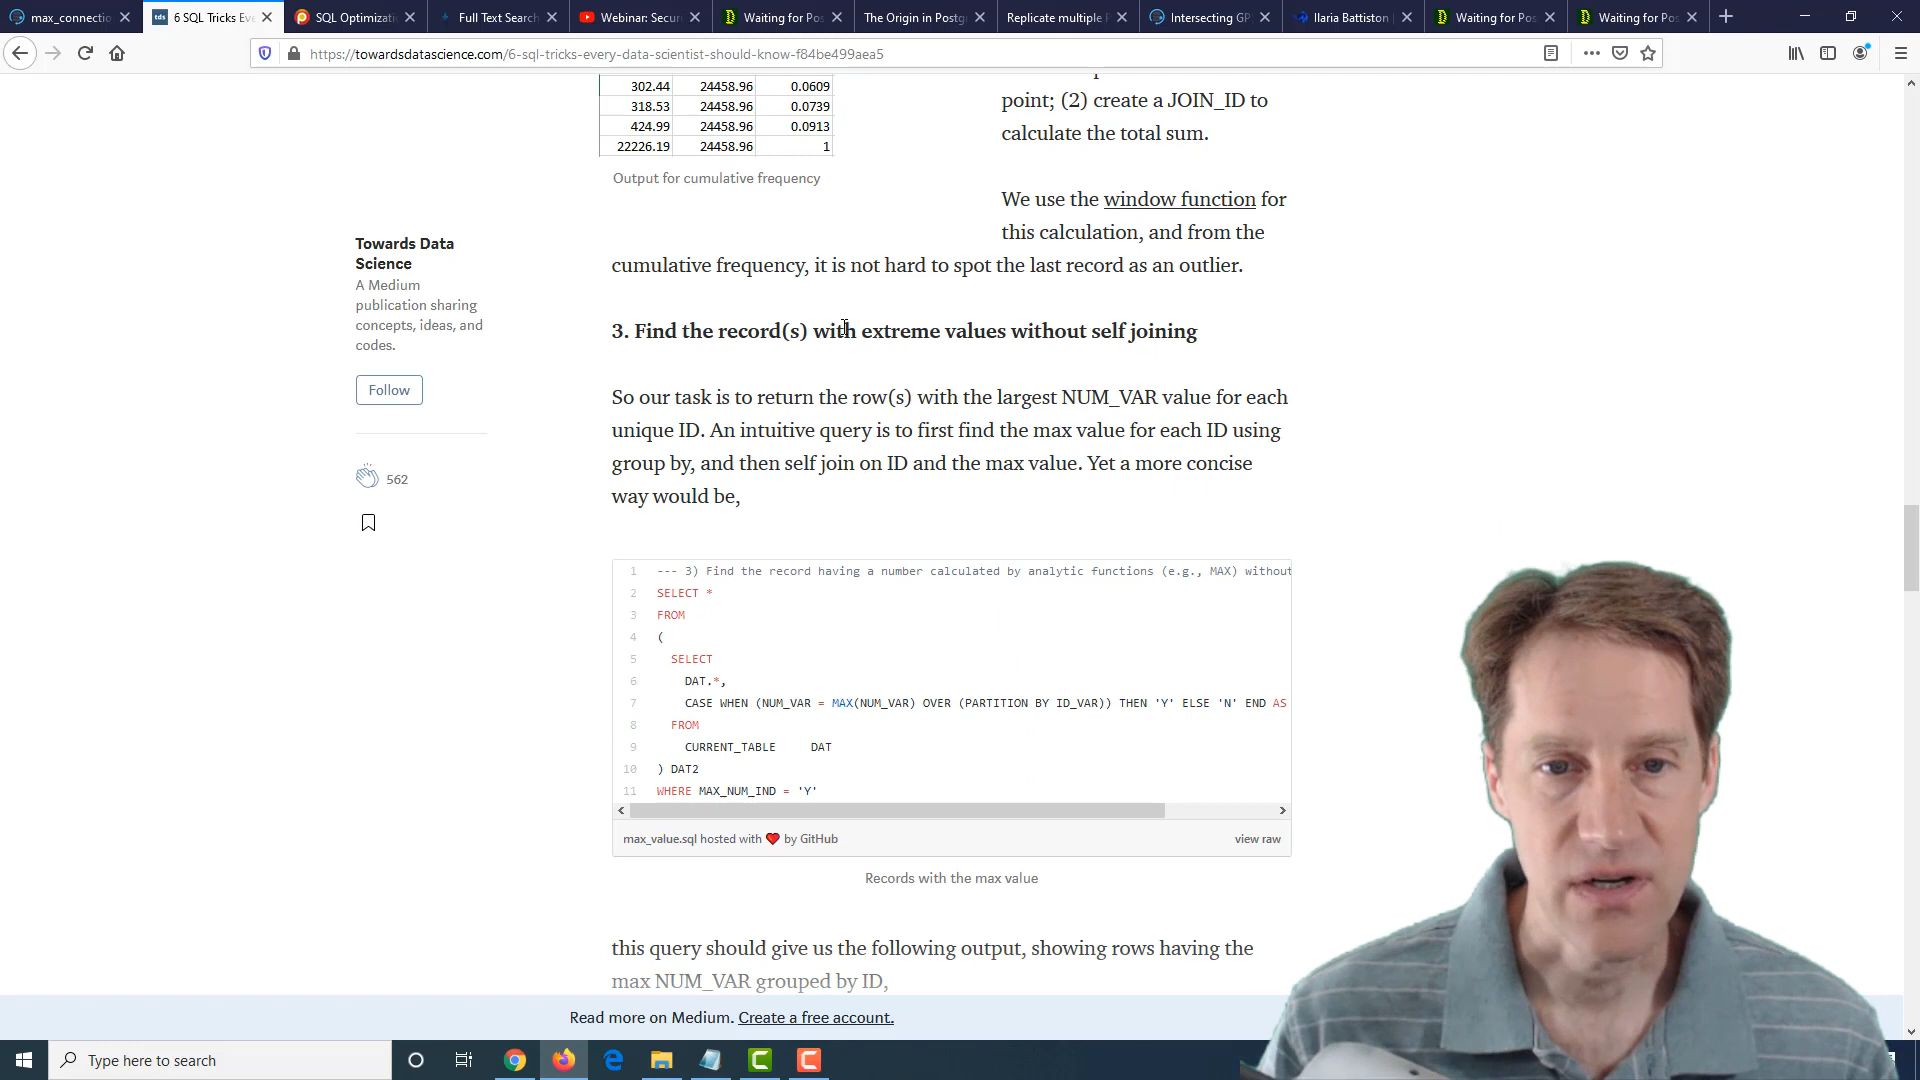 max_connectio
6 SQL Tricks Eve
SQL Optimizatio
Full Text Search
Webinar: Secur
Waiting for Pos
The Origin in Postg
Replicate multiple P
Intersecting GP
Ilaria Battiston
Waiting for Pos
Waiting for Pos
https://towardsdatascience.com/6-sql-tricks-every-data-scientist-should-know-f84be499aea5
302.44 24458.96 0.0609
318.53 24458.96 0.0739
424.99 24458.96 0.0913
22226.19 24458.96 1
Output for cumulative frequency
point; (2) create a JOIN_ID to
calculate the total sum.
We use the window function for
this calculation, and from the
cumulative frequency, it is not hard to spot the last record as an outlier.
Towards Data
Science
A Medium
publication sharing
concepts, ideas, and
codes.
Follow
562
3. Find the record(s) with extreme values without self joining
So our task is to return the row(s) with the largest NUM_VAR value for each
unique ID. An intuitive query is to first find the max value for each ID using
group by, and then self join on ID and the max value. Yet a more concise
way would be,
1 --- 3) Find the record having a number calculated by analytic functions (e.g., MAX) without
2 SELECT *
3 FROM
4 (
5 SELECT
6 DAT.*,
7 CASE WHEN (NUM_VAR = MAX(NUM_VAR) OVER (PARTITION BY ID_VAR)) THEN 'Y' ELSE 'N' END AS
8 FROM
9 CURRENT_TABLE DAT
10 ) DAT2
11 WHERE MAX_NUM_IND = 'Y'
max_value.sql hosted with ❤ by GitHub
view raw
Records with the max value
this query should give us the following output, showing rows having the
max NUM_VAR grouped by ID,
Read more on Medium. Create a free account.
Type here to search